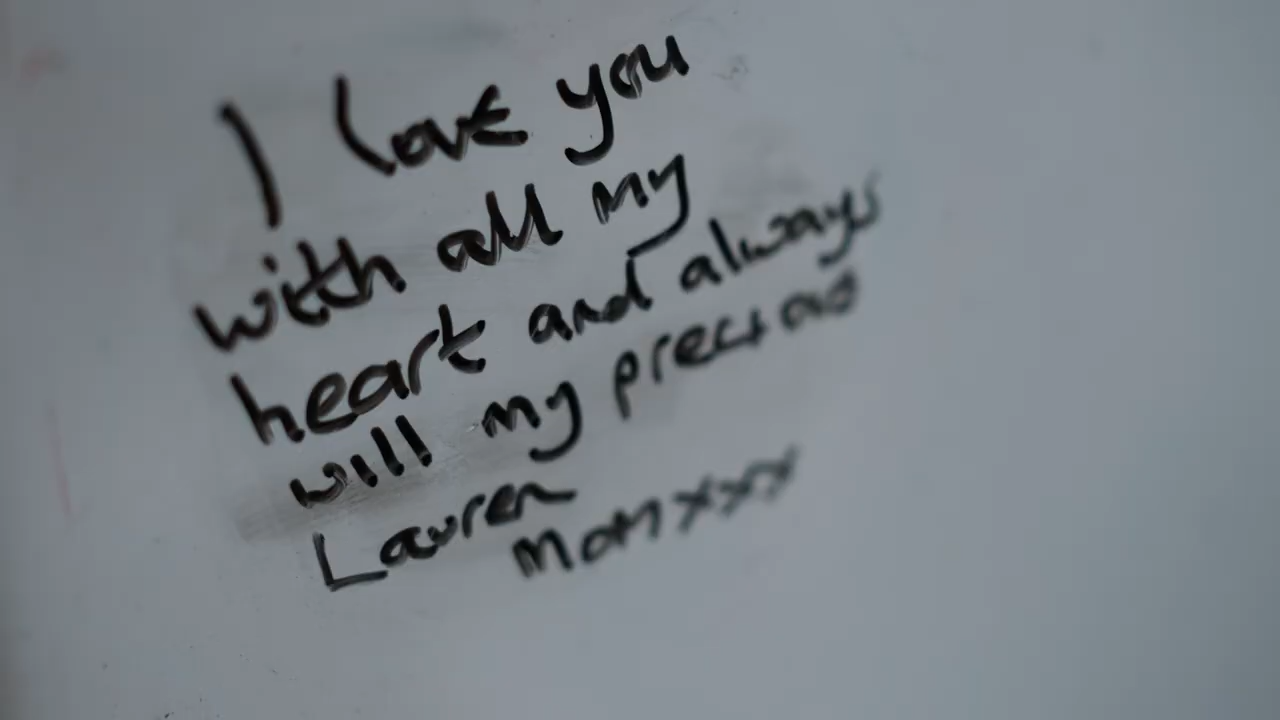 I love you
with all my
heart and always
will my precious
Lauren
Mom xxx